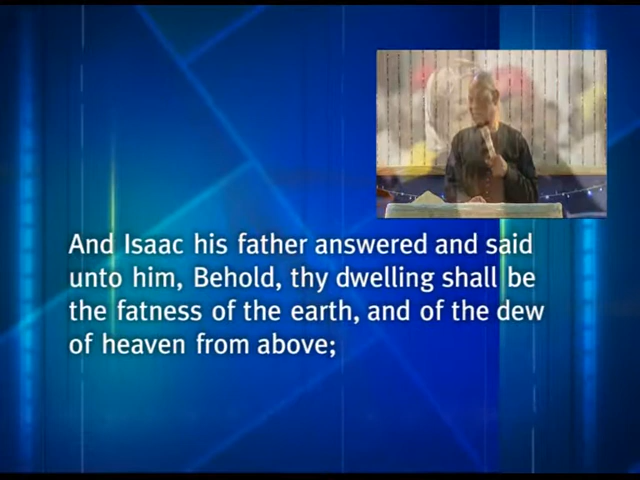 And Isaac his father answered and said
unto him, Behold, thy dwelling shall be
the fatness of the earth, and of the dew
of heaven from above;